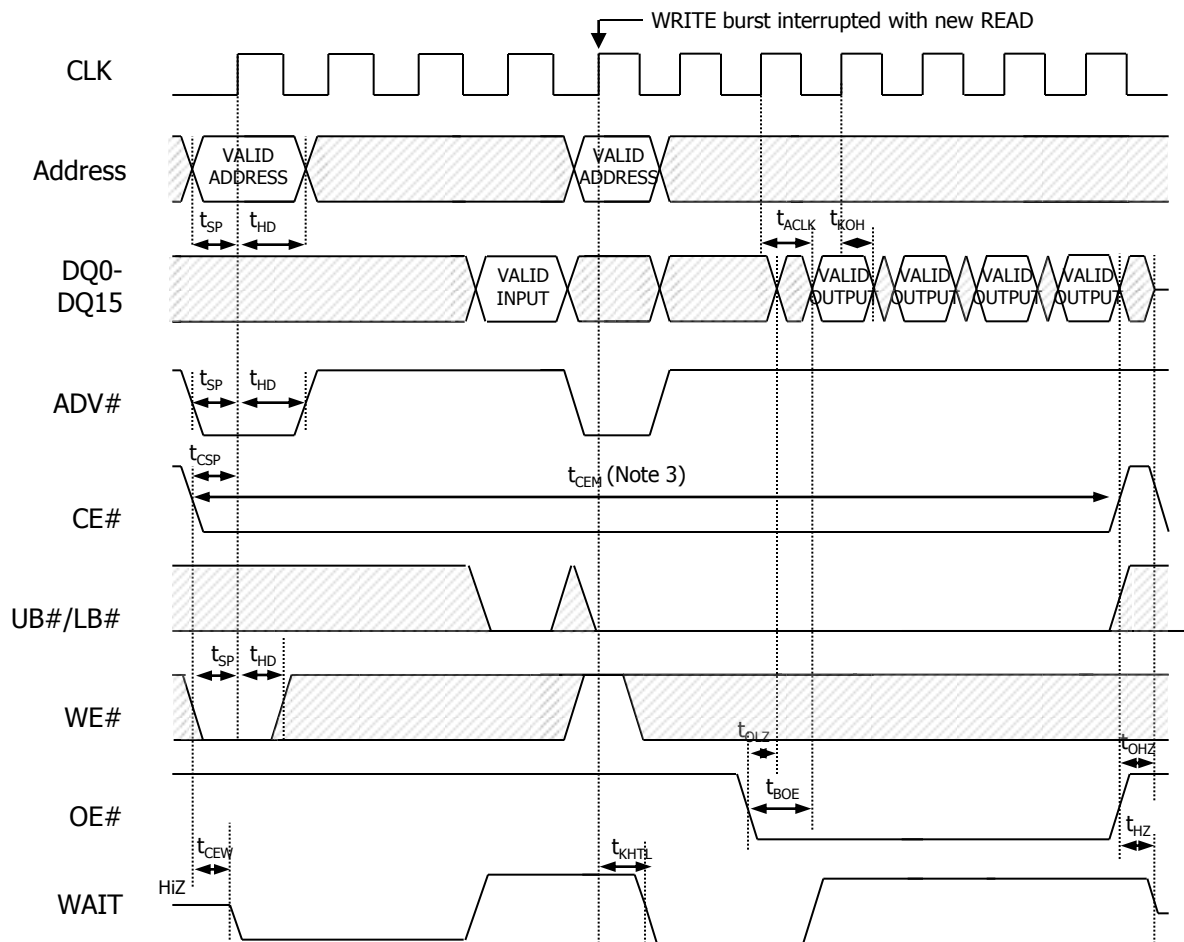 WRITE burst interrupted with new READ
CLK
Address
VALID
ADDRESS
VALID
ADDRESS
tSP
tHD
tACLK
tKOH
DQ0-
DQ15
VALID
INPUT
VALID
OUTPUT
VALID
OUTPUT
VALID
OUTPUT
VALID
OUTPUT
ADV#
tSP
tHD
tCSP
CE#
tCEM (Note 3)
UB#/LB#
tSP
tHD
WE#
tOLZ
tOHZ
OE#
tBOE
tHZ
tCEW
tKHTL
HiZ
WAIT